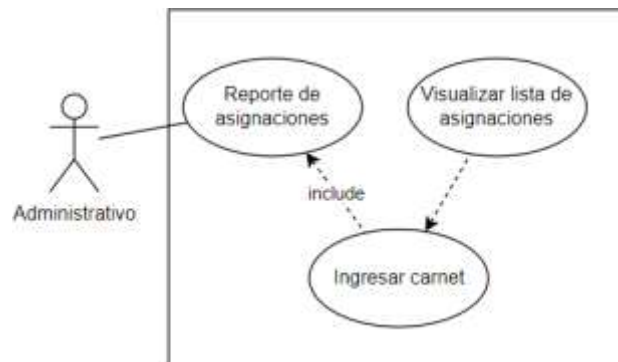 Reporte de
asignaciones
Visualizar lista de
asignaciones
Administrativo
include
Ingresar carnet